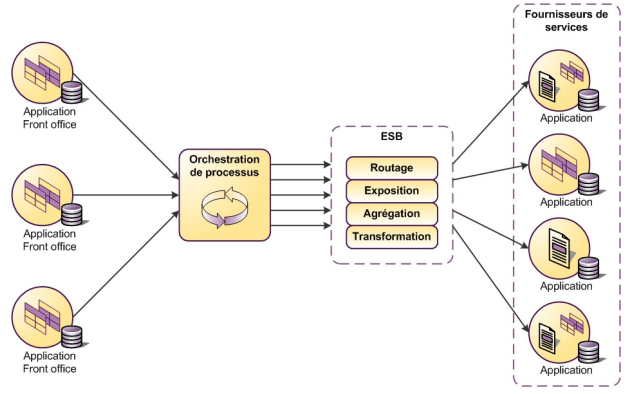 Fournisseurs de
services
Application
Front office
Application
Front office
Application
Front office
Orchestration
de processus
ESB
Routage
Exposition
Agrégation
Transformation
Application
Application
Application
Application